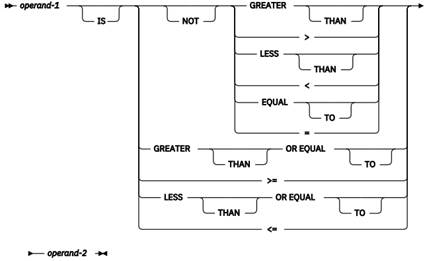 operand-1 GREATER
IS NOT THAN
>
LESS
THAN
<
EQUAL
TO
=
GREATER OR EQUAL
THAN TO
>=
LESS OR EQUAL
THAN TO
<=
operand-2